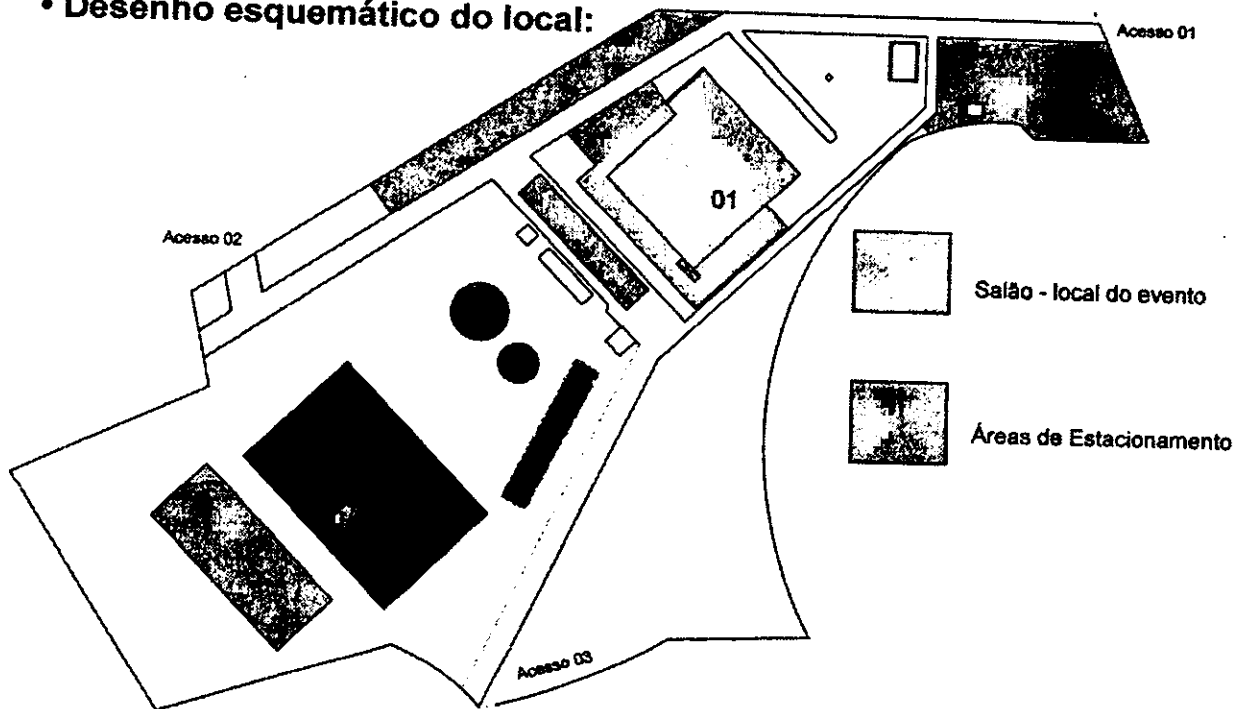 • Desenho esquemático do local:
Acesso 01
01
Acesso 02
Salão - local do evento
Áreas de Estacionamento
Acesso 03